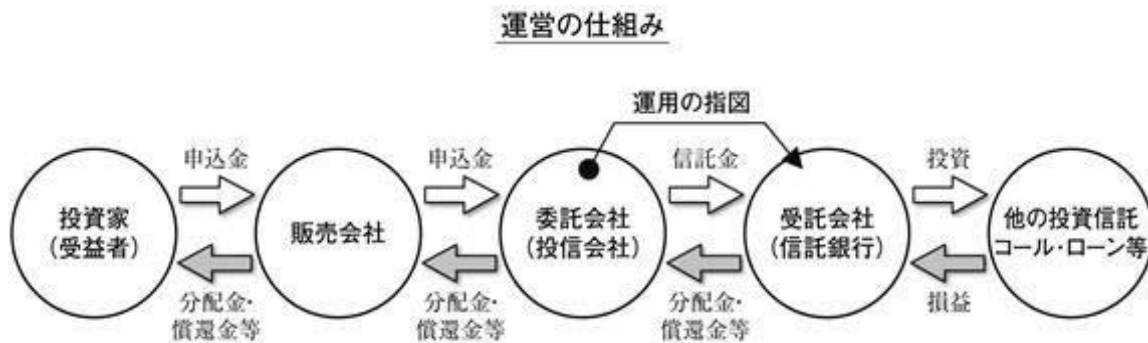 運営の仕組み
運用の指図
申込金
申込金
信託金
投資
投資家
(受益者)
販売会社
委託会社
(投信会社)
受託会社
(信託銀行)
他の投資信託
コール・ローン等
分配金・
償還金等
分配金・
償還金等
分配金・
償還金等
損益